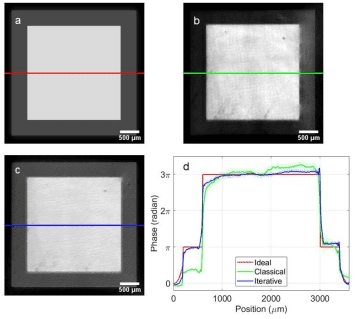 a
500 μm
b
500 μm
c
500 μm
d
Phase (radian)
3π
2π
π
0
Ideal
Classical
Iterative
0
1000
2000
3000
Position (μm)